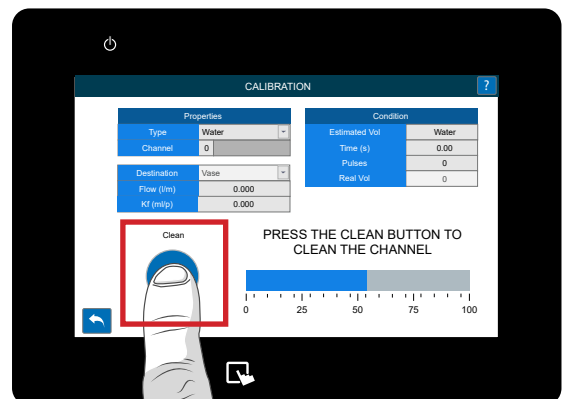 CALIBRATION
?
Properties
Type Water
Channel 0
Destination Vase
Flow (l/m) 0.000
Kf (ml/p) 0.000
Condition
Estimated Vol Water
Time (s) 0.00
Pulses 0
Real Vol 0
Clean
PRESS THE CLEAN BUTTON TO
CLEAN THE CHANNEL
0 25 50 75 100